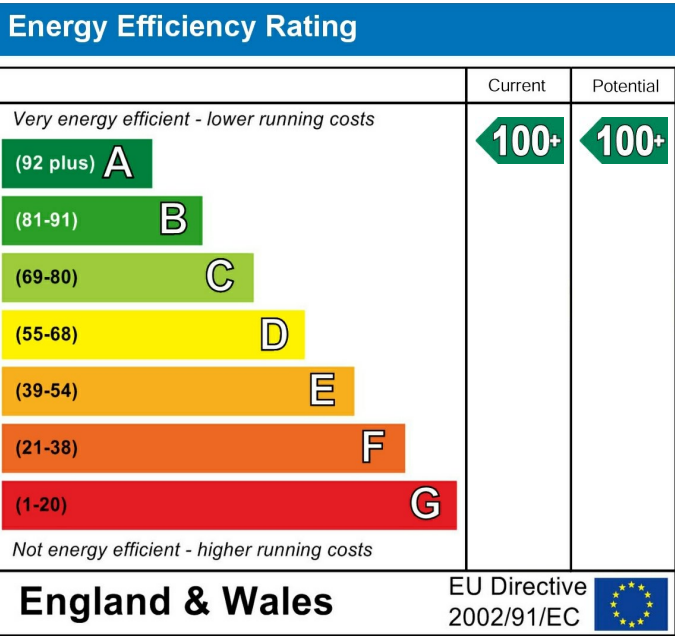 Energy Efficiency Rating
Current Potential
Very energy efficient - lower running costs
100+ 100+
(92 plus) A
(81-91) B
(69-80) C
(55-68) D
(39-54) E
(21-38) F
(1-20) G
Not energy efficient - higher running costs
England & Wales
EU Directive
2002/91/EC